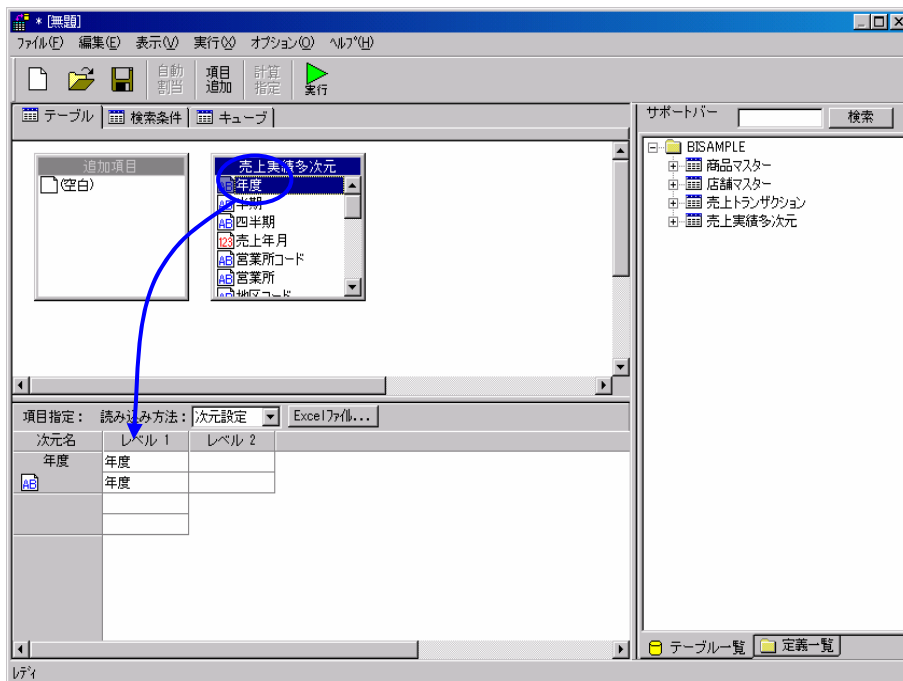 * [無題]
ファイル(F) 編集(E) 表示(V) 実行(X) オプション(O) ヘルプ(H)
自動割当 項目追加 計算指定 実行
テーブル 検索条件 キューブ
追加項目
(空白)
売上実績多次元
年度
半期
四半期
売上年月
営業所コード
営業所
地区コード
項目指定: 読み込み方法: 次元設定 Excelファイル...
次元名 レベル 1 レベル 2
年度 年度
AB 年度
サポートバー 検索
BISAMPLE
商品マスター
店舗マスター
売上トランザクション
売上実績多次元
テーブル一覧 定義一覧
レディ